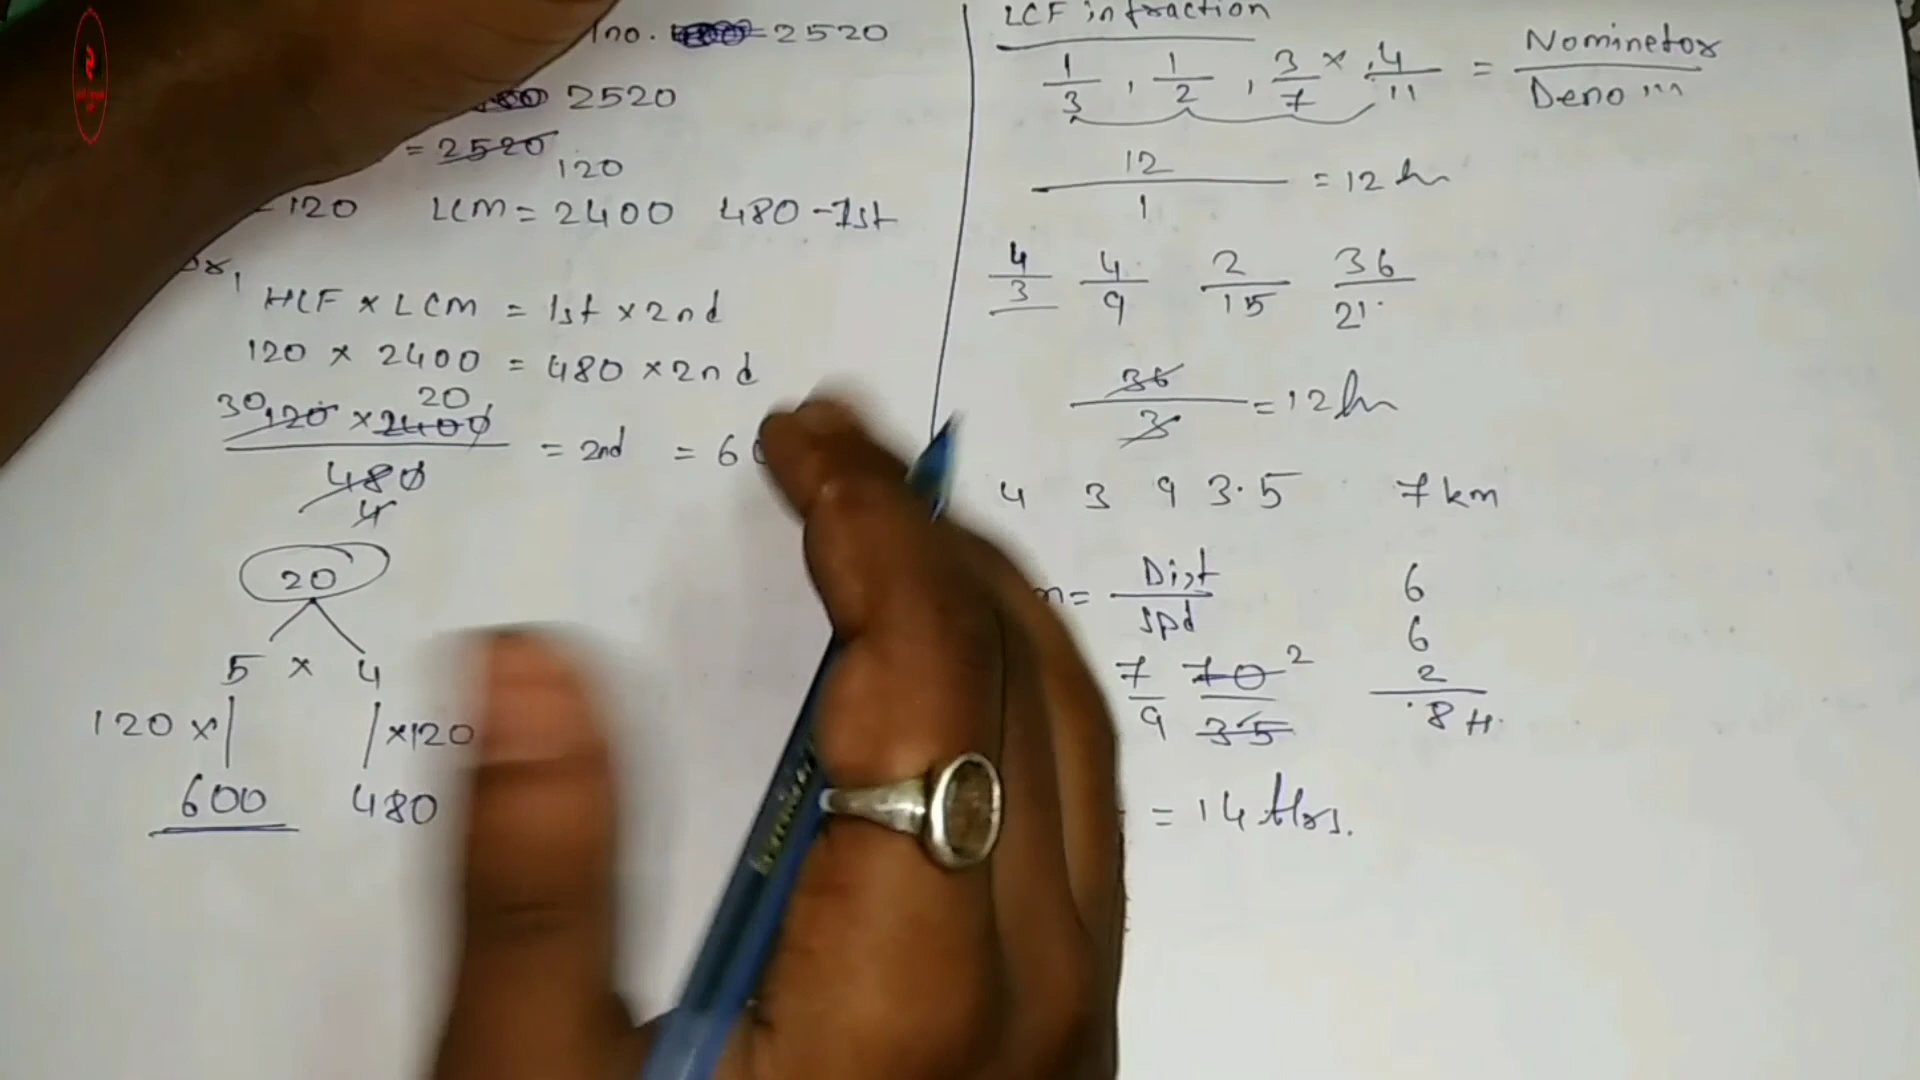 no. 2520
2520
= 2520
120
120 LCM = 2400 480 - 1st
Or,
HCF × LCM = 1st × 2nd
120 × 2400 = 480 × 2nd
30 20
120 × 2400 = 2nd = 6
480
4
20
5 × 4
120 × ×120
600 480
LCF in fraction
1/3 , 1/2 , 3/7 × 4/11 = Nominetor
Deno
12/1 = 12
4/3 4/9 2/15 36/21
36/3 = 12
4 3 9 3.5 7 km
= Dist/spd
6
6
7/9 70/35 2
2
8 H.
= 14 Hrs.